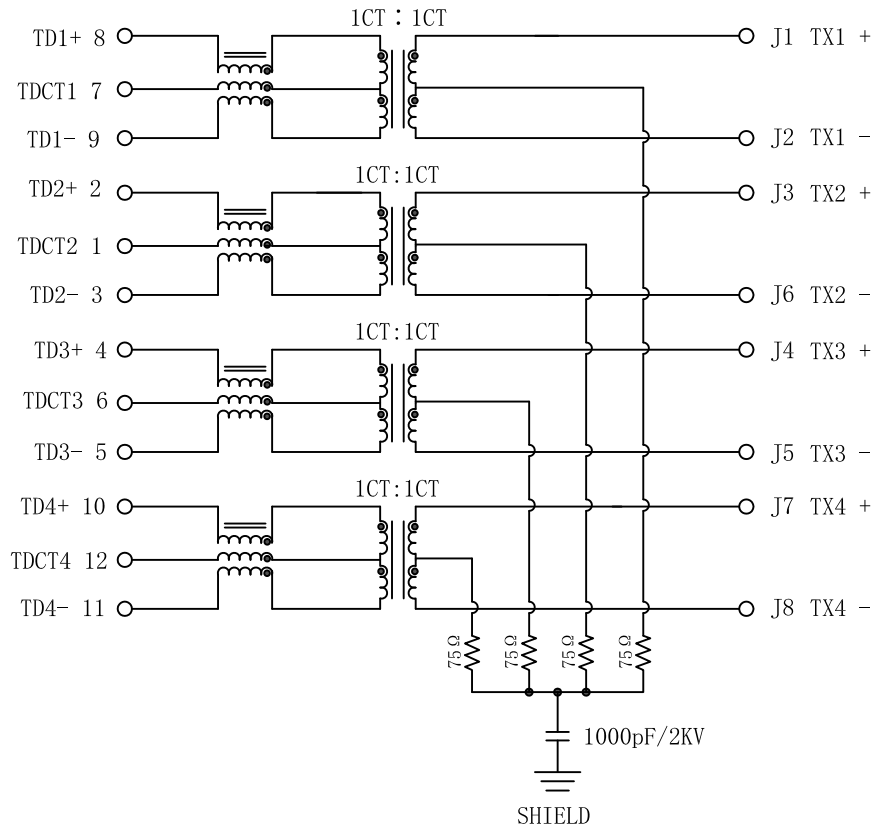 1CT : 1CT
TD1+ 8
J1 TX1 +
TDCT1 7
TD1- 9
J2 TX1 -
1CT:1CT
TD2+ 2
J3 TX2 +
TDCT2 1
TD2- 3
J6 TX2 -
1CT:1CT
TD3+ 4
J4 TX3 +
TDCT3 6
TD3- 5
J5 TX3 -
1CT:1CT
TD4+ 10
J7 TX4 +
TDCT4 12
TD4- 11
J8 TX4 -
75Ω
75Ω
75Ω
75Ω
1000pF/2KV
SHIELD